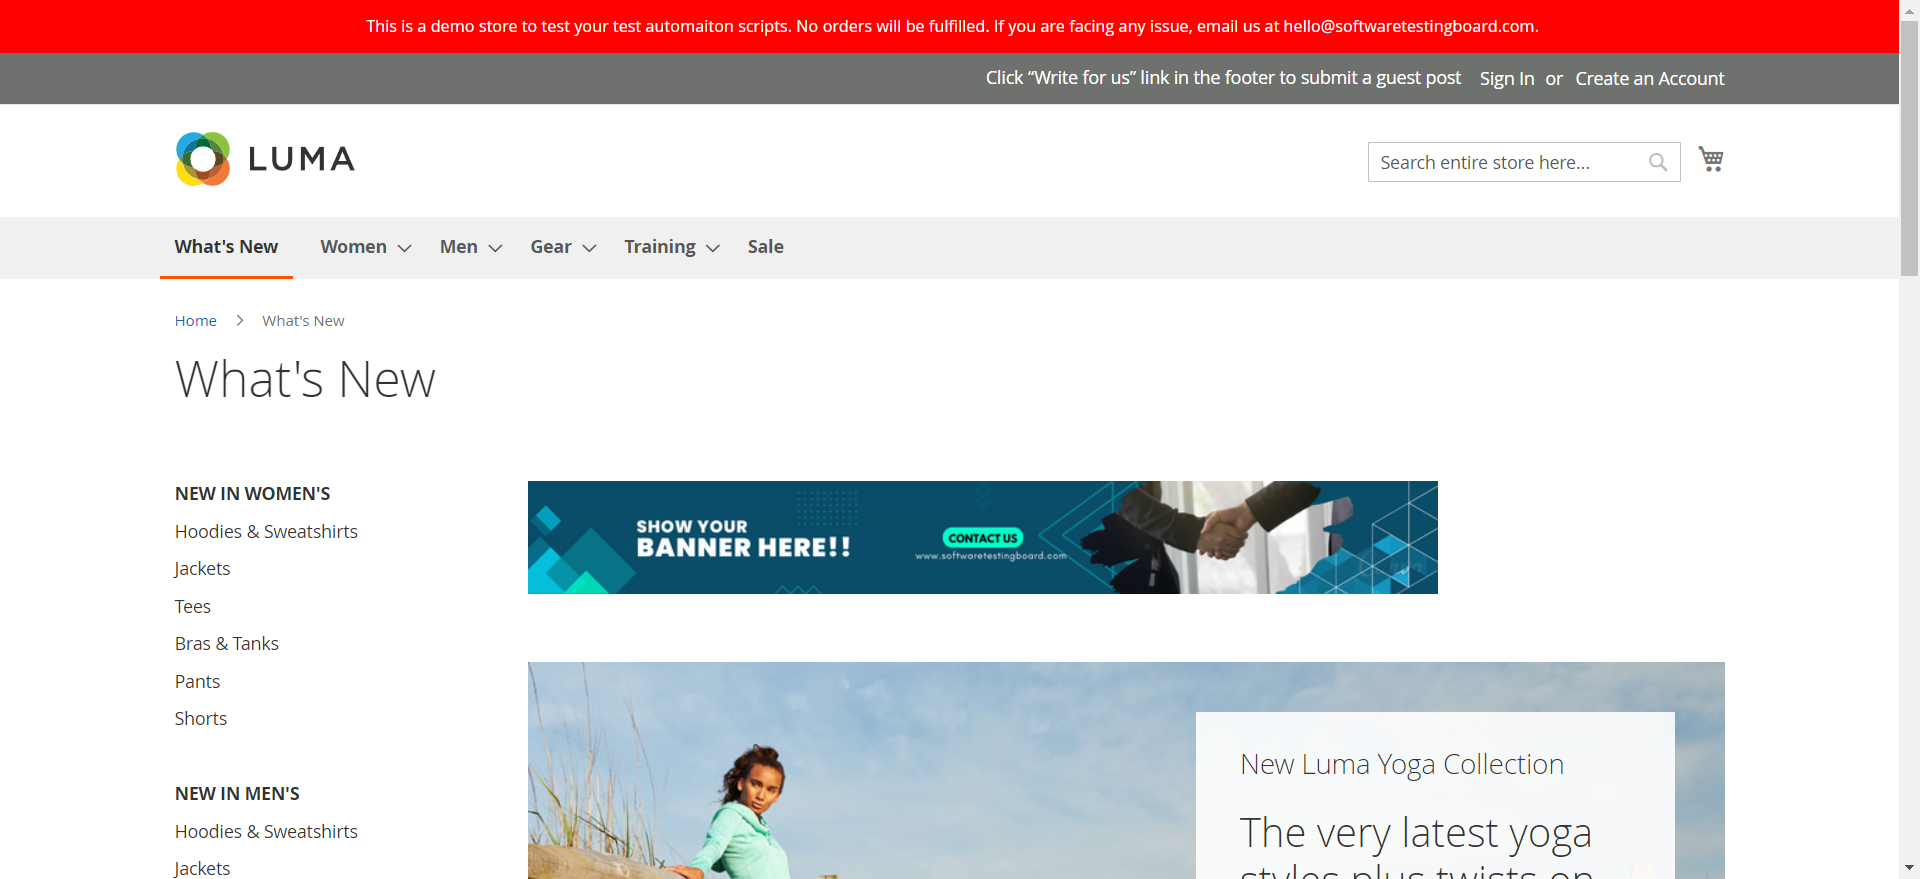 This is a demo store to test your test automaiton scripts. No orders will be fulfilled. If you are facing any issue, email us at hello@softwaretestingboard.com.
Click “Write for us” link in the footer to submit a guest post Sign In or Create an Account
LUMA
Search entire store here...
What's New Women Men Gear Training Sale
Home What's New
What's New
NEW IN WOMEN'S
Hoodies & Sweatshirts
Jackets
Tees
Bras & Tanks
Pants
Shorts
NEW IN MEN'S
Hoodies & Sweatshirts
Jackets
SHOW YOUR
BANNER HERE!!
CONTACT US
www.softwaretestingboard.com
New Luma Yoga Collection
The very latest yoga
styles plus twists on